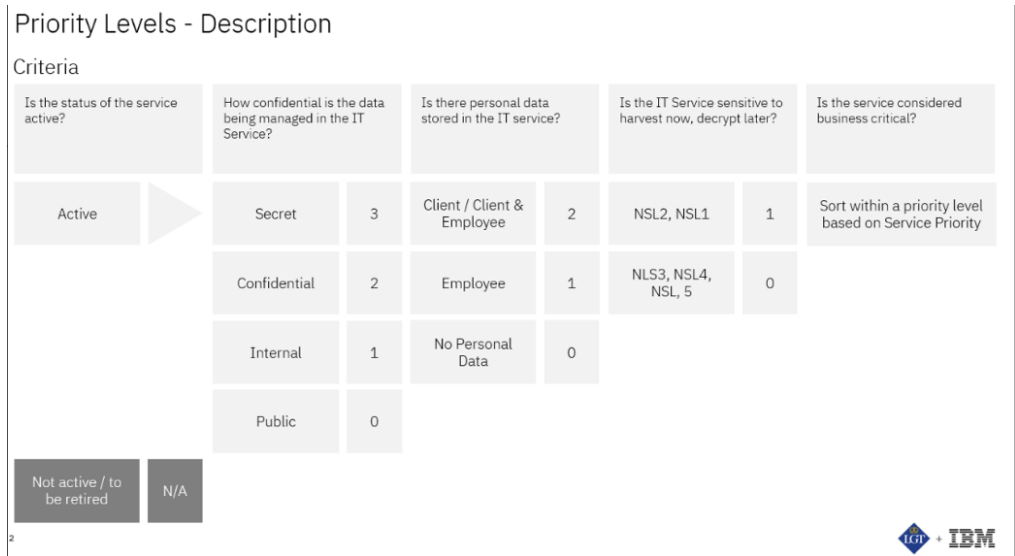 Priority Levels - Description
Criteria
Is the status of the service
active?
How confidential is the data
being managed in the IT
Service?
Is there personal data
stored in the IT service?
Is the IT Service sensitive to
harvest now, decrypt later?
Is the service considered
business critical?
Active
Secret
3
Client / Client &
Employee
2
NSL2, NSL1
1
Sort within a priority level
based on Service Priority
Confidential
2
Employee
1
NLS3, NSL4,
NSL, 5
0
Internal
1
No Personal
Data
0
Public
0
Not active / to
be retired
N/A
2
LGT + IBM